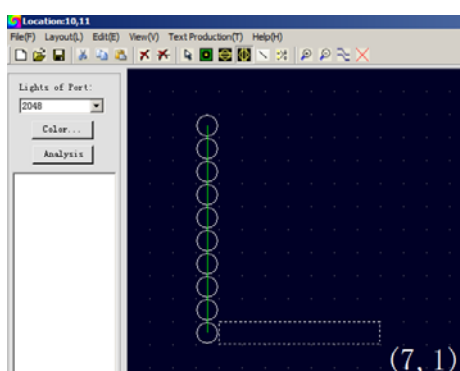 Location:10,11
File(F) Layout(L) Edit(E) View(V) Text Production(T) Help(H)
Lights of Port:
2048
Color...
Analysis
(7, 1)